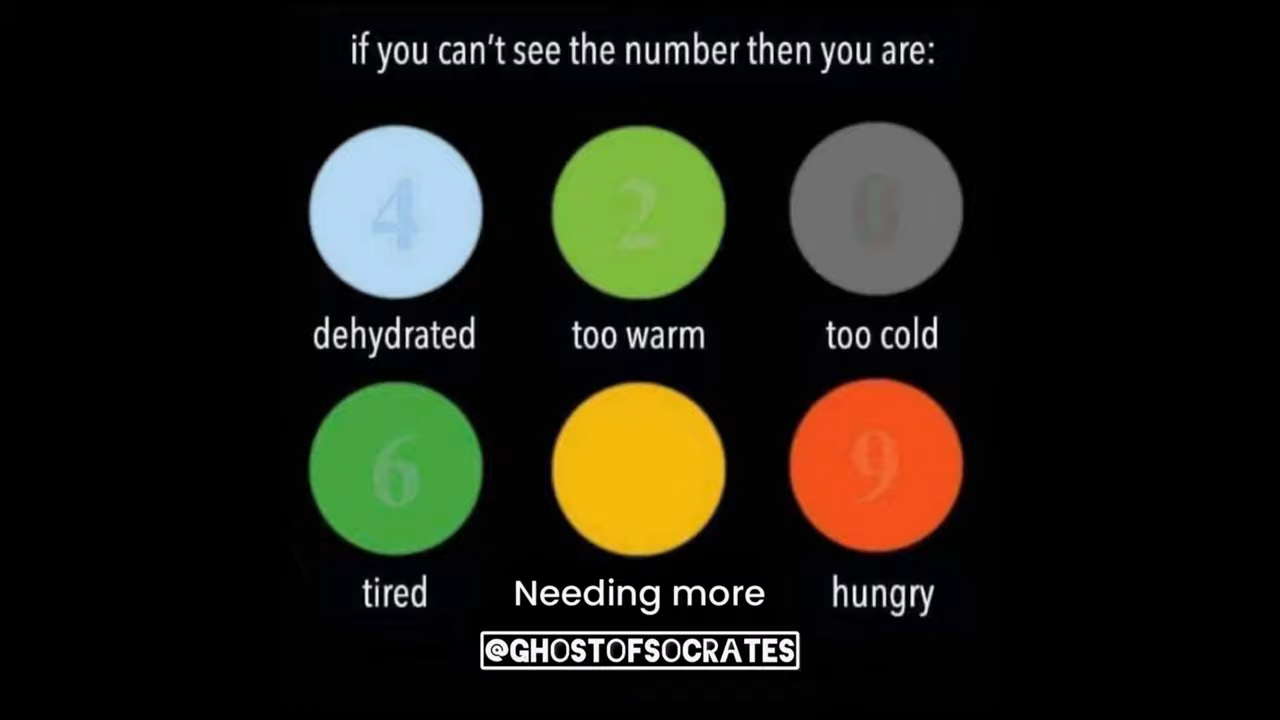 if you can't see the number then you are:
4 2 0
dehydrated too warm too cold
6 9
tired Needing more hungry
@GHOSTOFSOCRATES